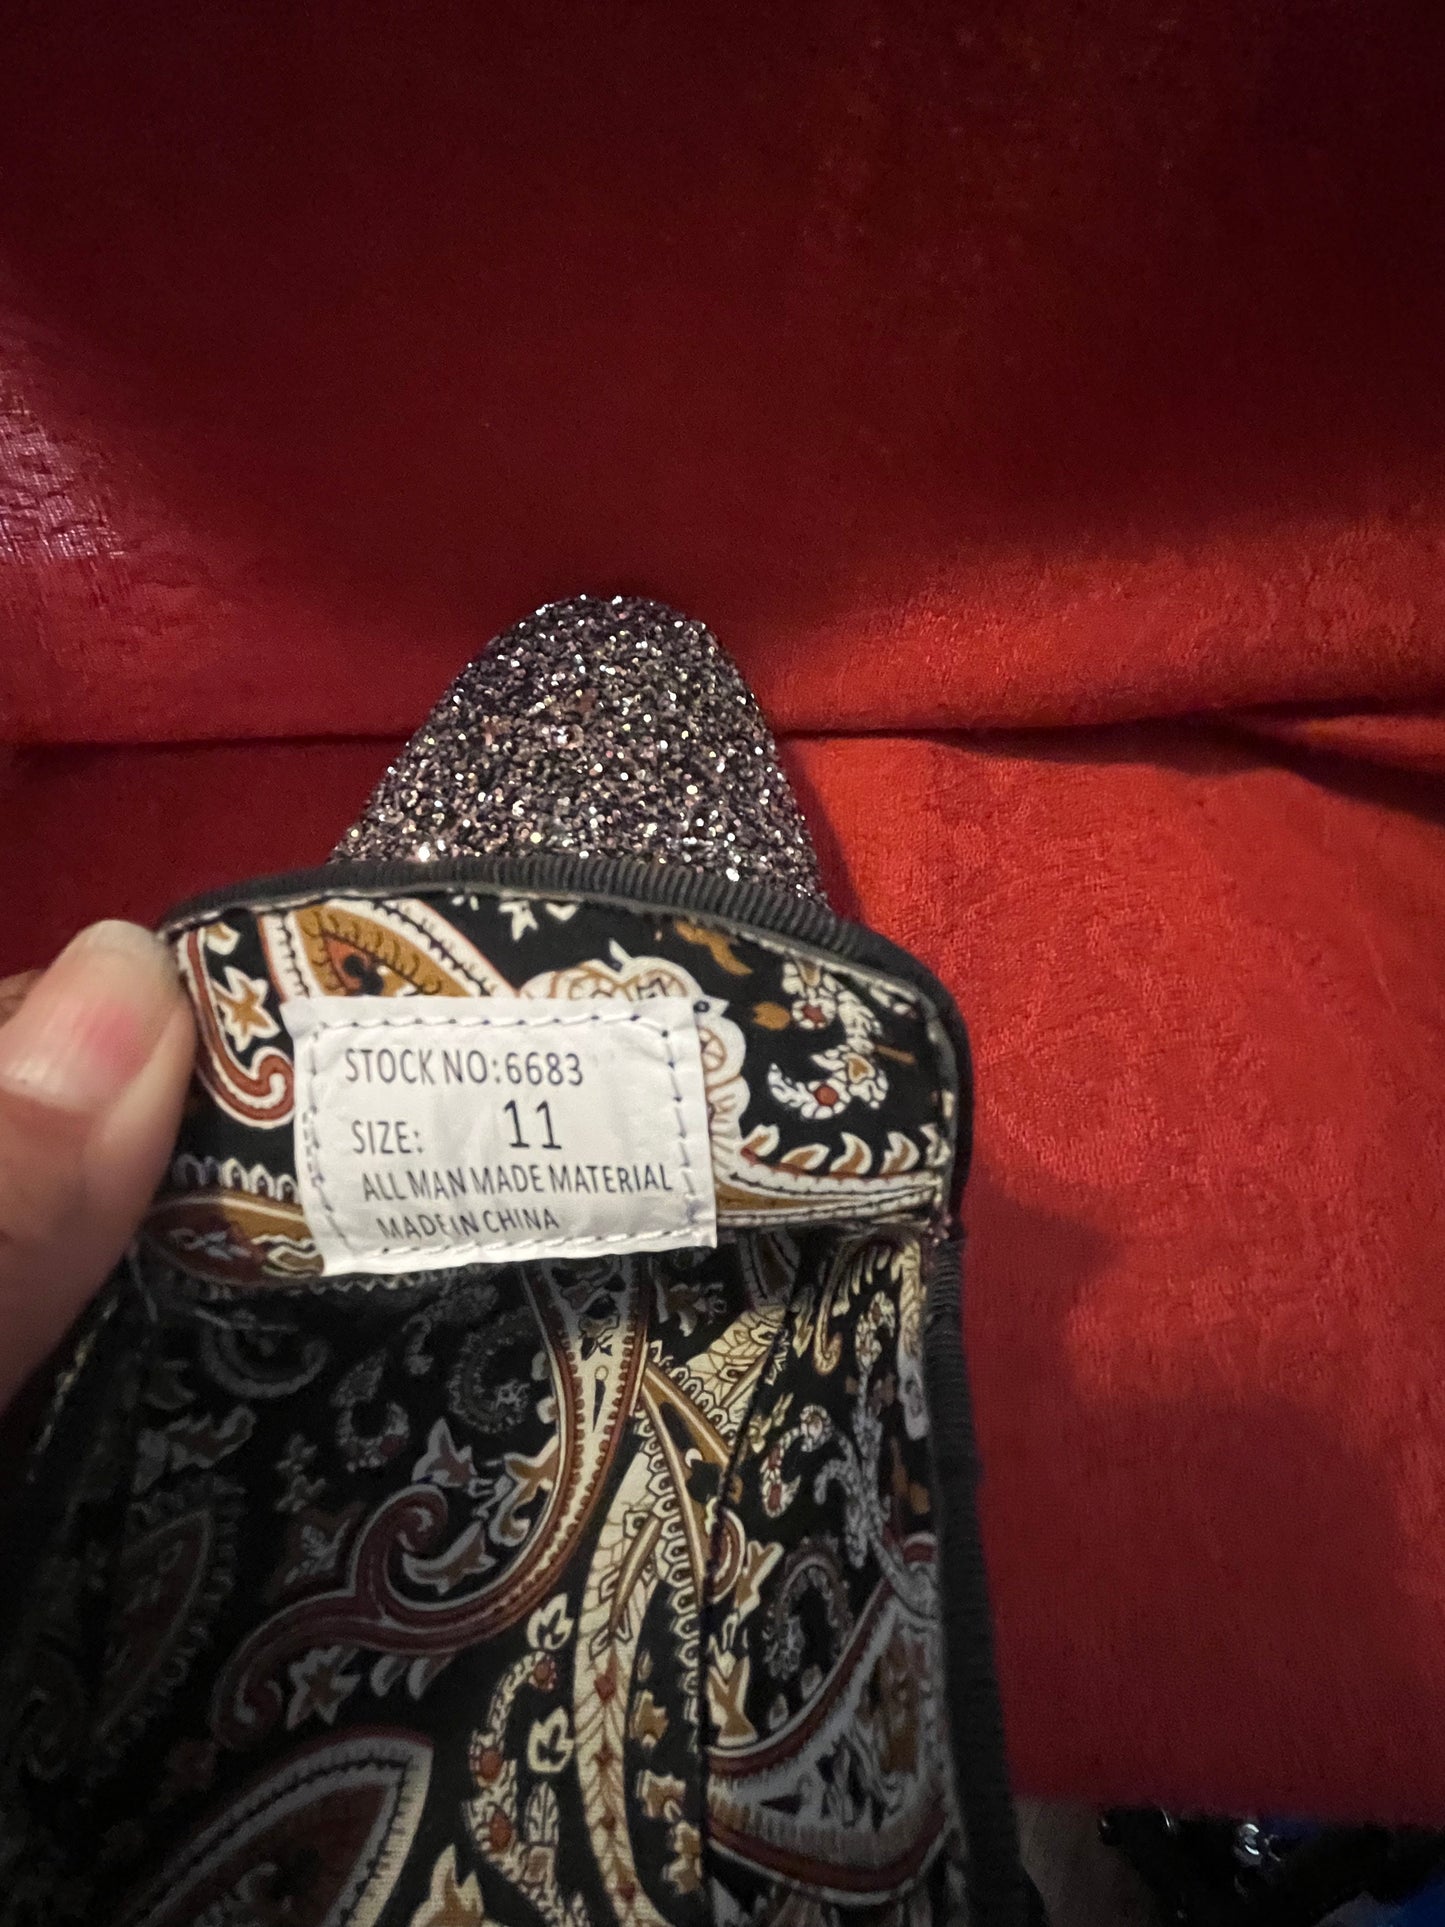 STOCK NO:6683
SIZE: 11
ALL MAN MADE MATERIAL
MADE IN CHINA